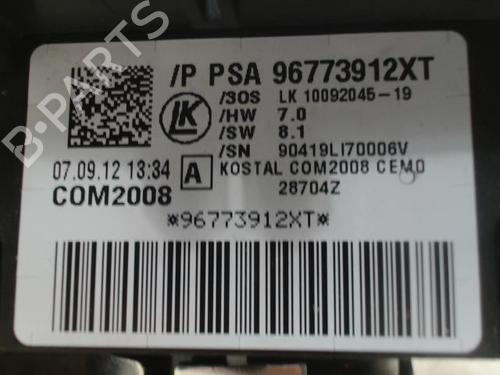 /P PSA 96773912XT
/SOS LK 10092045-19
/HW 7.0
/SW 8.1
/SN 90419LI70006V
LK
07.09.12 13:34 A KOSTAL COM2008 CEM0
COM2008 28704Z
*96773912XT*
B-PARTS